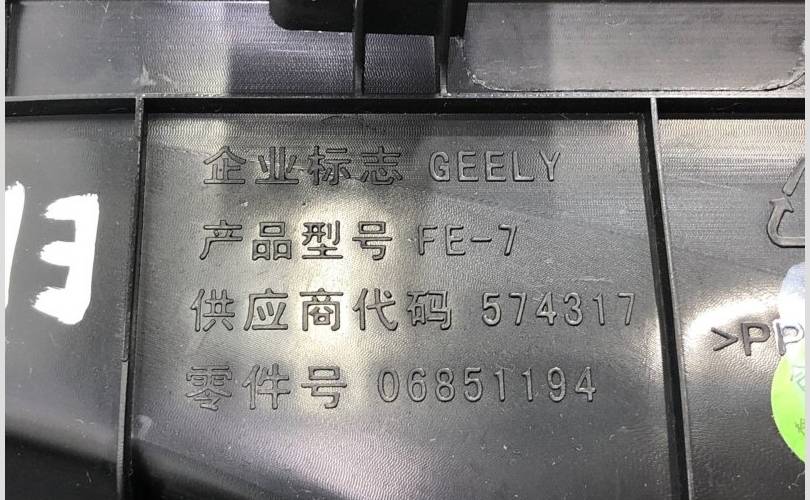 企业标志 GEELY
产品型号 FE-7
供应商代码 574317
零件号 06851194
>PP